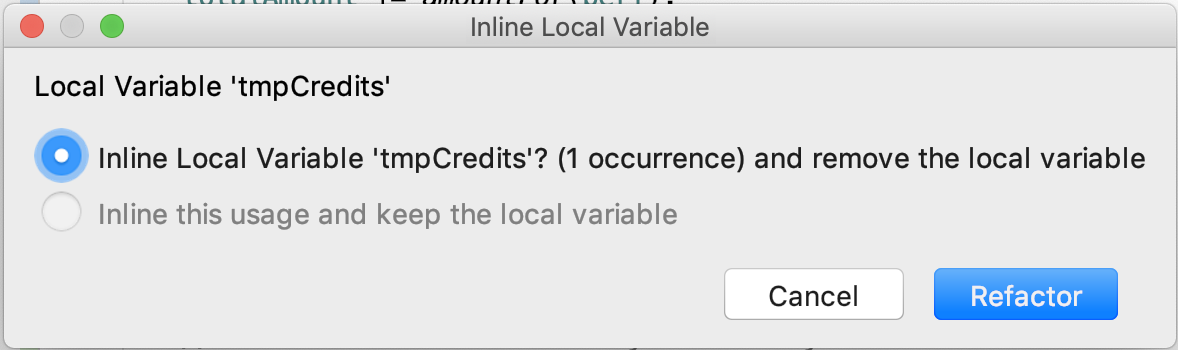 Inline Local Variable
Local Variable 'tmpCredits'
Inline Local Variable 'tmpCredits'? (1 occurrence) and remove the local variable
Inline this usage and keep the local variable
Cancel
Refactor